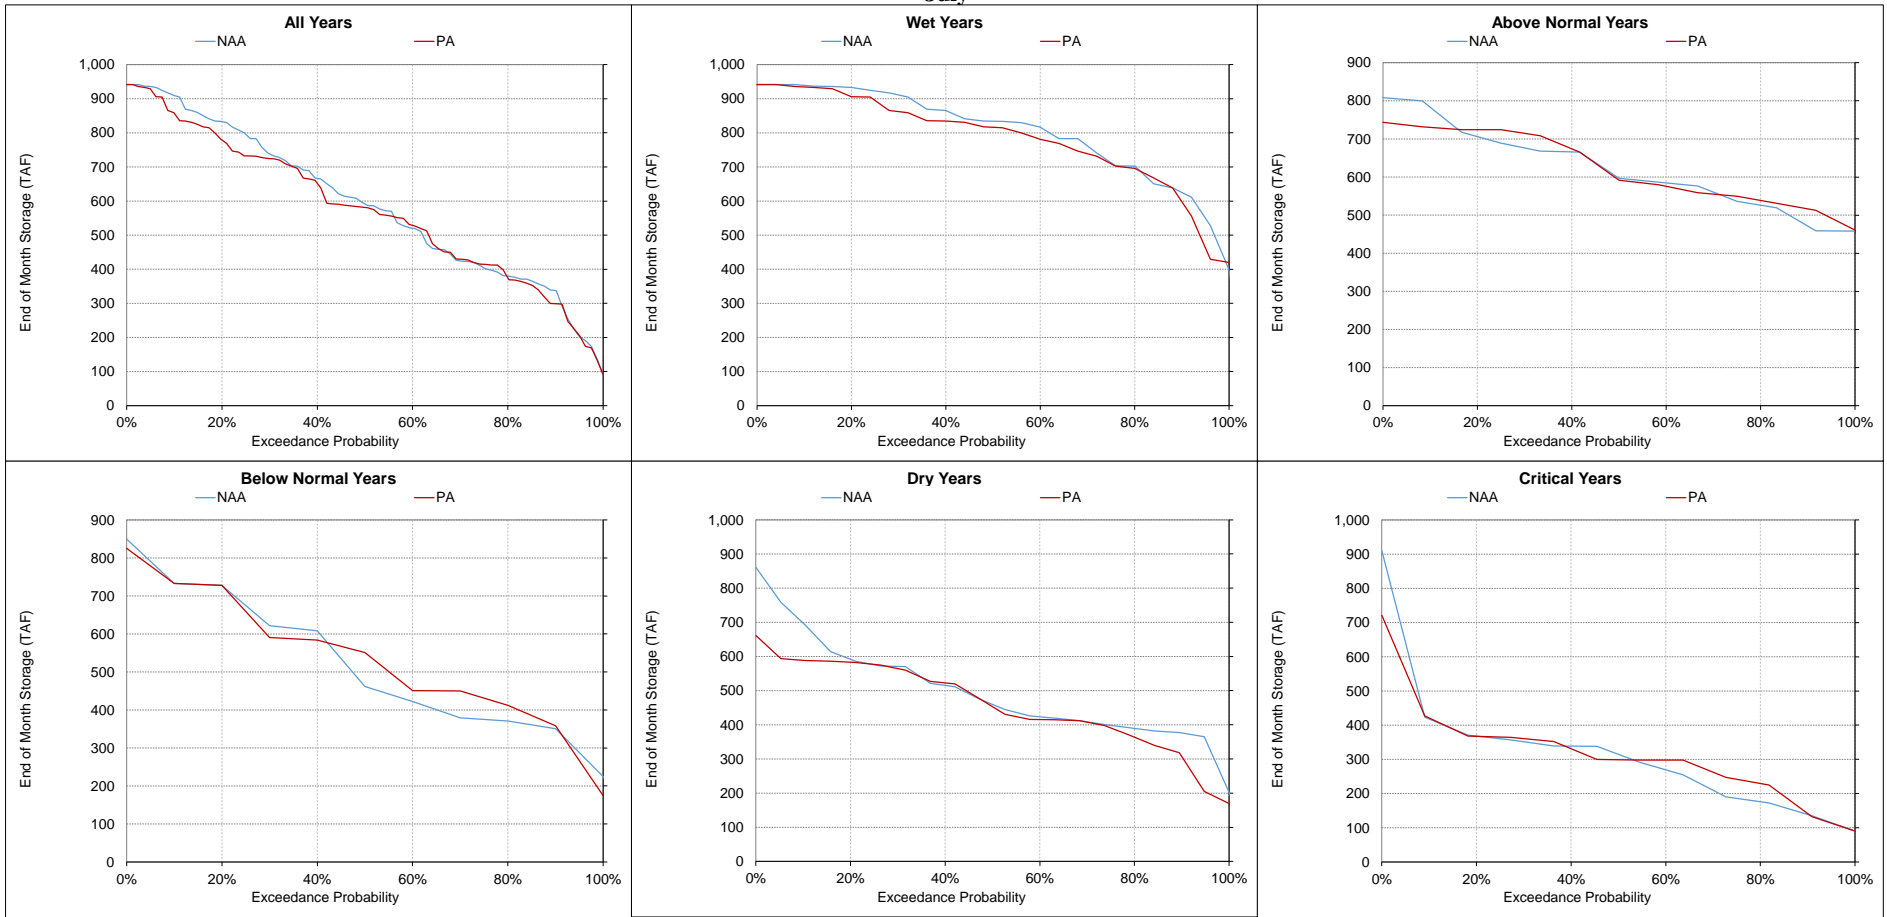 July
All Years
NAA PA
1,000
900
800
700
600
500
400
300
200
100
0
End of Month Storage (TAF)
0% 20% 40% 60% 80% 100%
Exceedance Probability
Wet Years
NAA PA
1,000
900
800
700
600
500
400
300
200
100
0
End of Month Storage (TAF)
0% 20% 40% 60% 80% 100%
Exceedance Probability
Above Normal Years
NAA PA
900
800
700
600
500
400
300
200
100
0
End of Month Storage (TAF)
0% 20% 40% 60% 80% 100%
Exceedance Probability
Below Normal Years
NAA PA
900
800
700
600
500
400
300
200
100
0
End of Month Storage (TAF)
0% 20% 40% 60% 80% 100%
Exceedance Probability
Dry Years
NAA PA
1,000
900
800
700
600
500
400
300
200
100
0
End of Month Storage (TAF)
0% 20% 40% 60% 80% 100%
Exceedance Probability
Critical Years
NAA PA
1,000
900
800
700
600
500
400
300
200
100
0
End of Month Storage (TAF)
0% 20% 40% 60% 80% 100%
Exceedance Probability